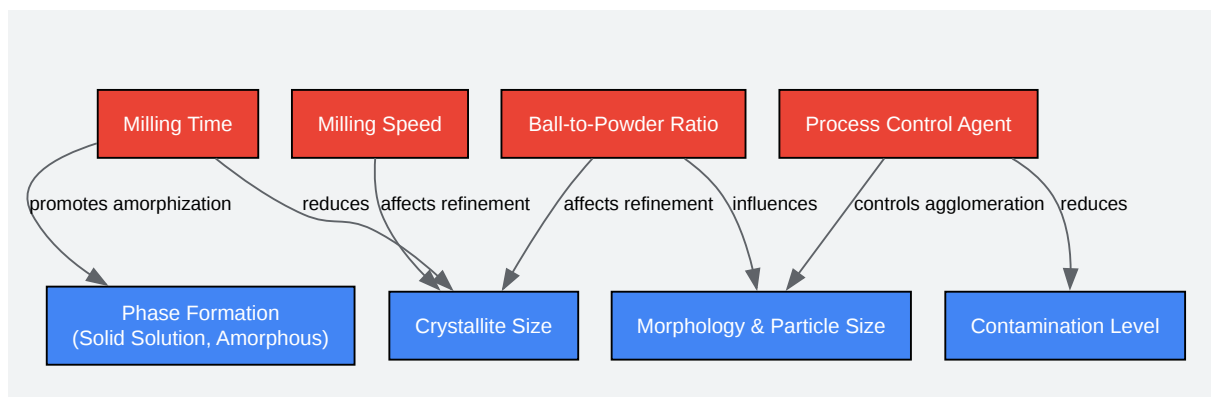 Milling Time
Milling Speed
Ball-to-Powder Ratio
Process Control Agent
promotes amorphization
reduces
affects refinement
affects refinement
influences
controls agglomeration
reduces
Phase Formation
(Solid Solution, Amorphous)
Crystallite Size
Morphology & Particle Size
Contamination Level